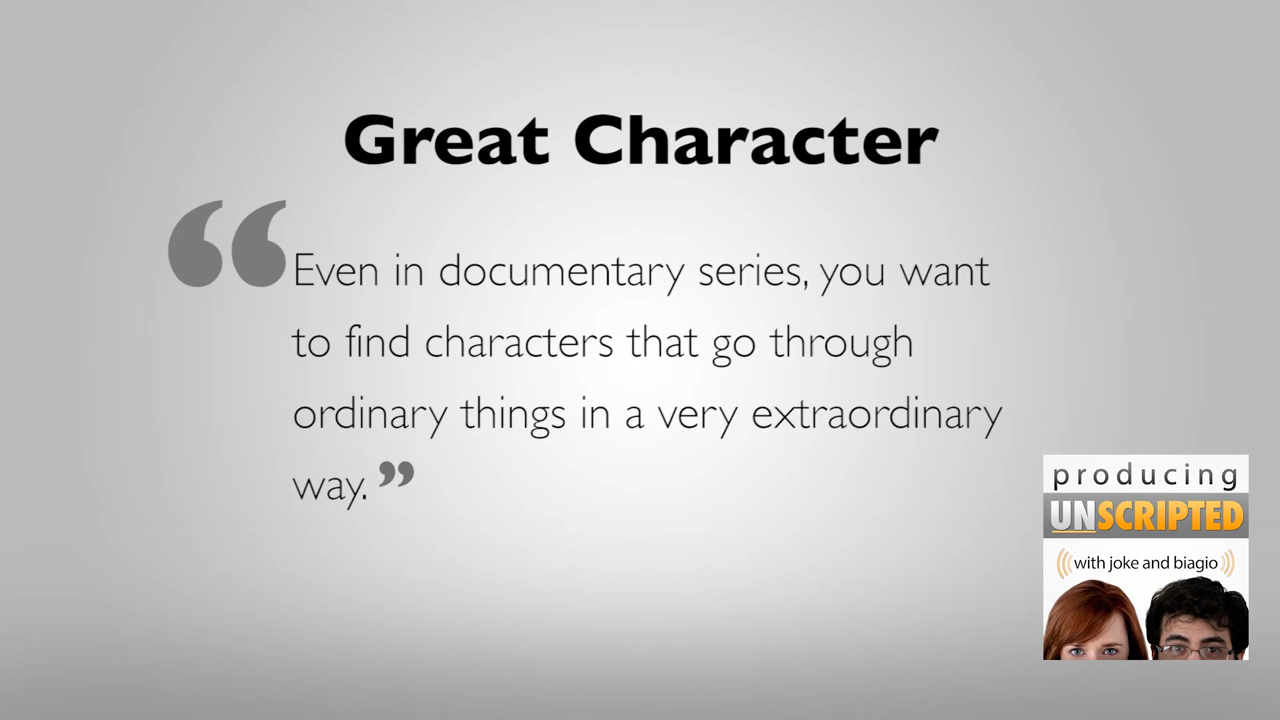 Great Character
“Even in documentary series, you want
to find characters that go through
ordinary things in a very extraordinary
way.”
producing
UNSCRIPTED
with joke and biagio